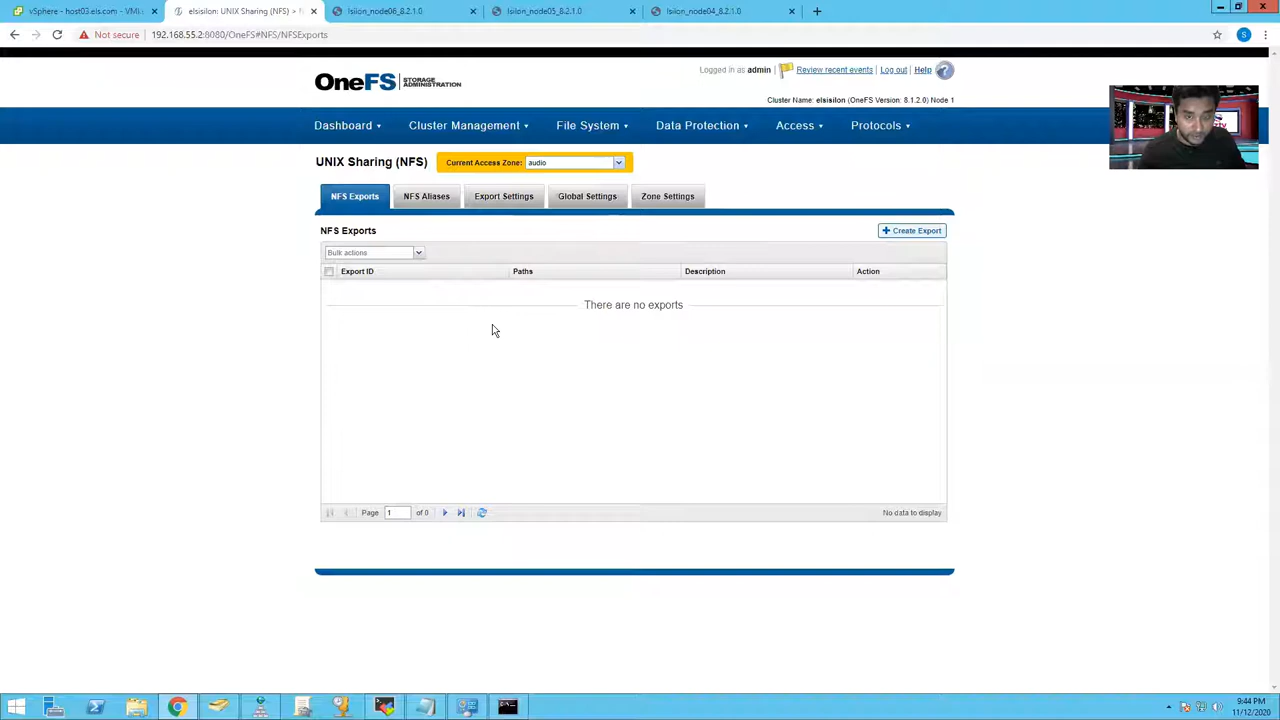 vSphere - host03.els.com - VMs
elsisilon: UNIX Sharing (NFS) >
Isilon_node06_8.2.1.0
Isilon_node05_8.2.1.0
Isilon_node04_8.2.1.0
Not secure
192.168.55.2:8080/OneFS#NFS/NFSExports
S
Logged in as admin
Review recent events
Log out
Help
OneFS
STORAGE
ADMINISTRATION
Cluster Name: elsisilon (OneFS Version: 8.1.2.0) Node 1
Dashboard
Cluster Management
File System
Data Protection
Access
Protocols
UNIX Sharing (NFS)
Current Access Zone:
audio
NFS Exports
NFS Aliases
Export Settings
Global Settings
Zone Settings
NFS Exports
Create Export
Bulk actions
Export ID
Paths
Description
Action
There are no exports
Page
1
of 0
No data to display
9:44 PM
11/12/2020